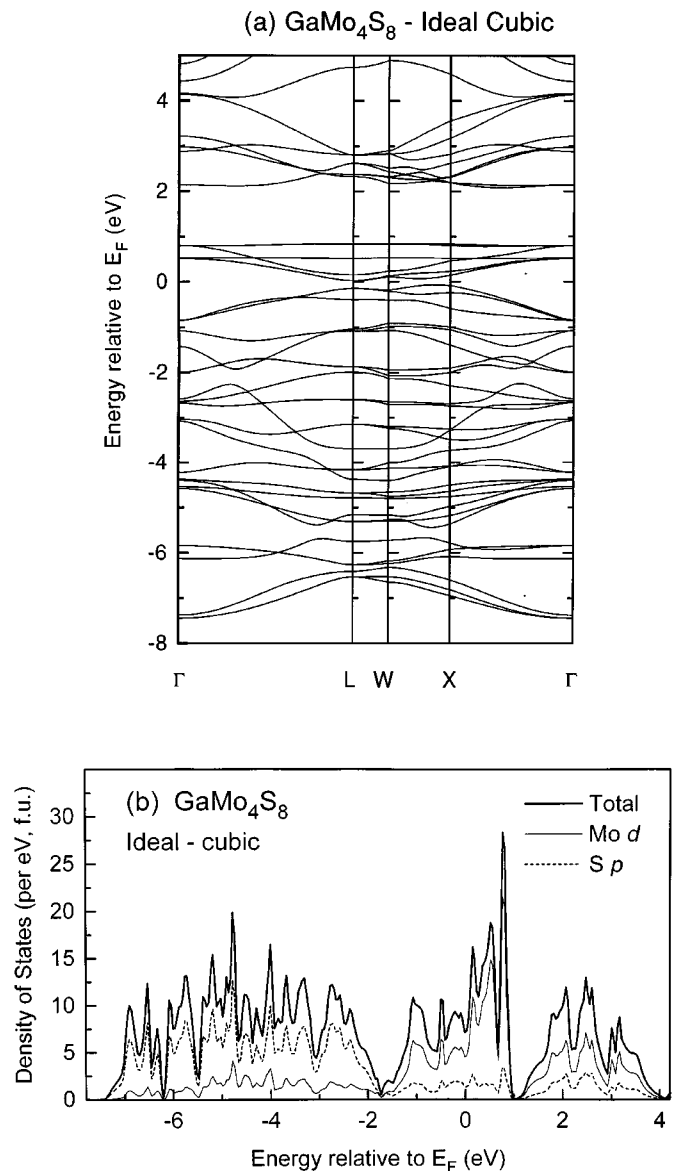 (a) GaMo4S8 - Ideal Cubic
Energy relative to EF (eV)
4
2
0
-2
-4
-6
-8
Γ L W X Γ
(b) GaMo4S8
Ideal - cubic
Total
Mo d
S p
Density of States (per eV, f.u.)
30
25
20
15
10
5
0
-6 -4 -2 0 2 4
Energy relative to EF (eV)